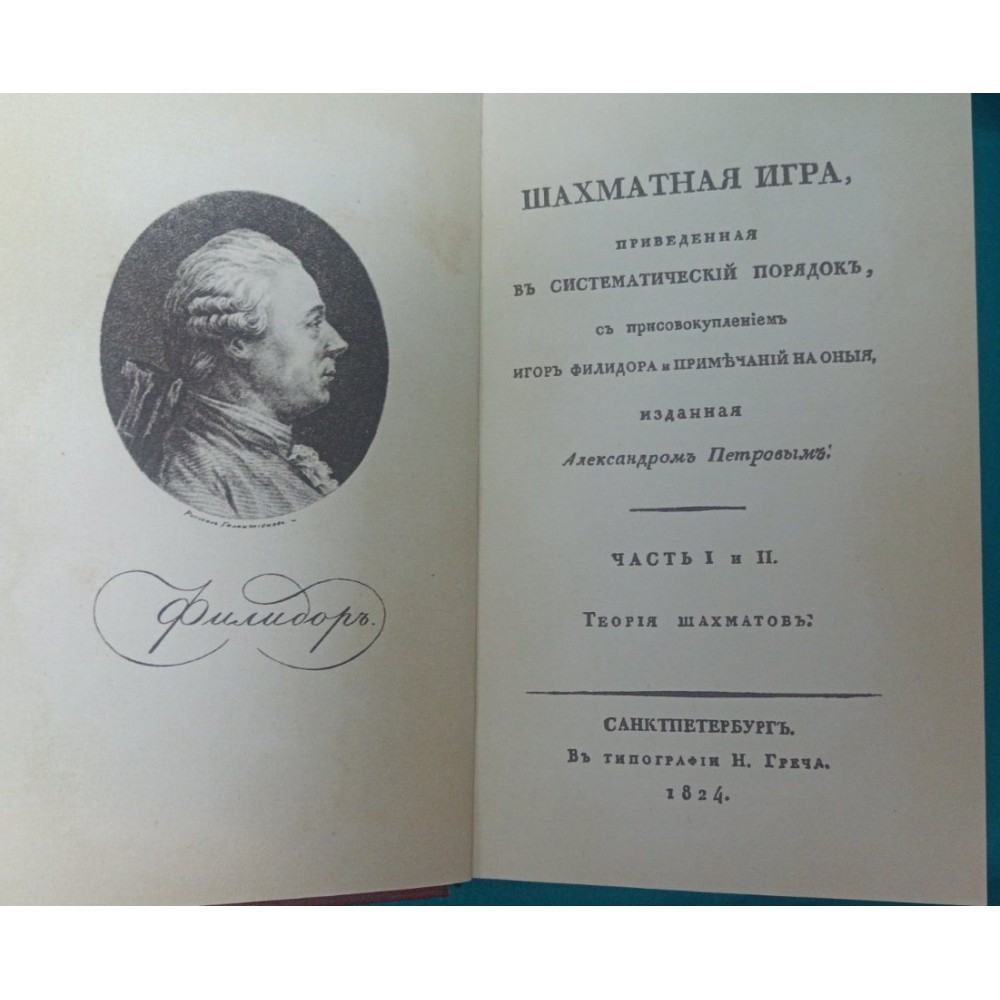 Филидоръ.
ШАХМАТНАЯ ИГРА,
ПРИВЕДЕННАЯ
ВЪ СИСТЕМАТИЧЕСКІЙ ПОРЯДОКЪ,
съ присовокупленіемъ
ИГОРЪ ФИЛИДОРА и ПРИМѢЧАНІЙ НА ОНЫЯ,
изданная
Александромъ Петровымъ.
ЧАСТЬ I и II.
ТЕОРІЯ ШАХМАТОВЪ.
САНКТПЕТЕРБУРГЪ.
ВЪ ТИПОГРАФІИ Н. ГРЕЧА.
1824.